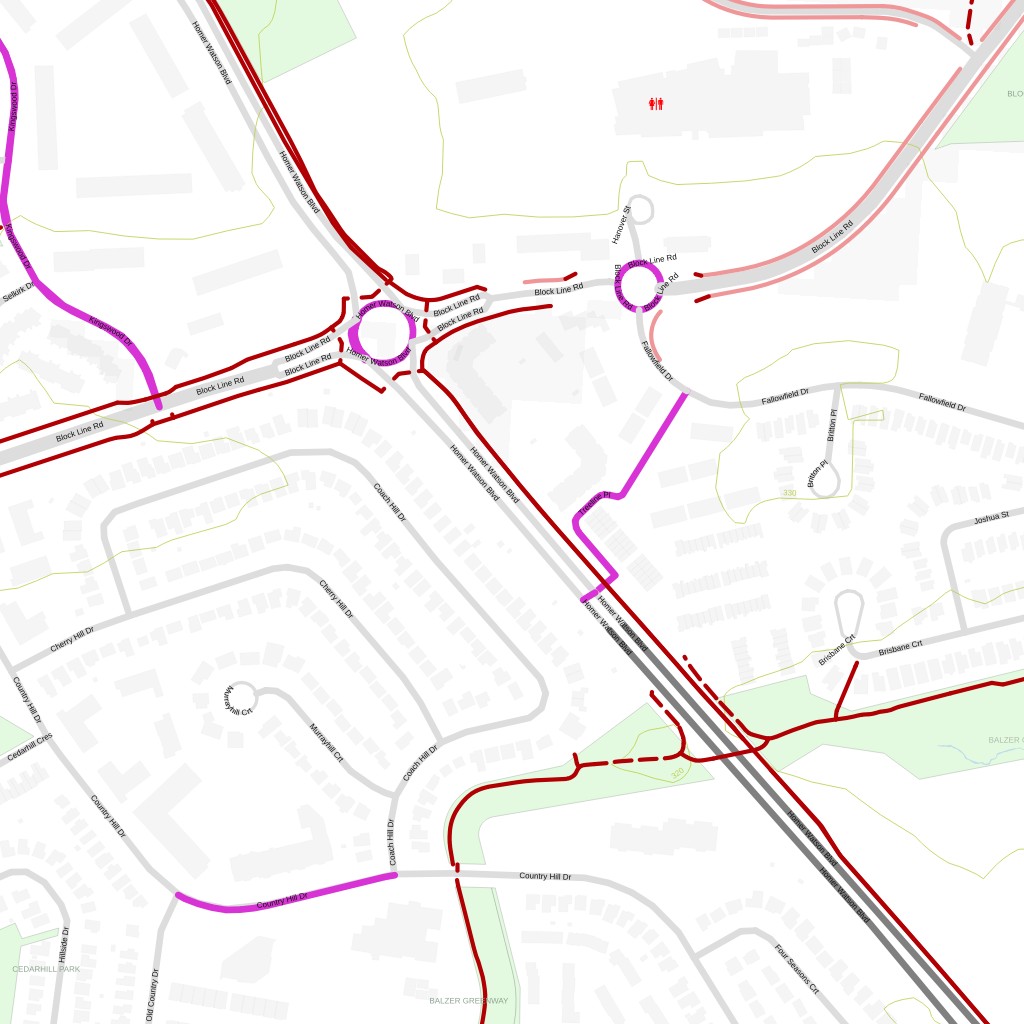 Homer Watson Blvd
Kingswood Dr
BLO
Homer Watson Blvd
Hanover St
Block Line Rd
Kingswood Dr
Block Line Rd
Block Line Rd
Block Line Rd
Selkirk Dr
Block Line Rd
Block Line Rd
Homer Watson Blvd
Block Line Rd
Kingswood Dr
Block Line Rd
Homer Watson Blvd
Block Line Rd
Fallowfield Dr
Block Line Rd
Fallowfield Dr
Fallowfield Dr
Britton Pl
Block Line Rd
Homer Watson Blvd
Homer Watson Blvd
Britton Pl
330
Coach Hill Dr
Treelane Pl
Joshua St
Cherry Hill Dr
Homer Watson Blvd
Homer Watson Blvd
Cherry Hill Dr
Brisbane Crt
Brisbane Crt
Country Hill Dr
Murrayhill Crt
Murrayhill Crt
Cedarhill Cres
BALZER G
Coach Hill Dr
320
Country Hill Dr
Coach Hill Dr
Homer Watson Blvd
Country Hill Dr
Homer Watson Blvd
Country Hill Dr
Hillside Dr
CEDARHILL PARK
Old Country Dr
Four Seasons Crt
BALZER GREENWAY